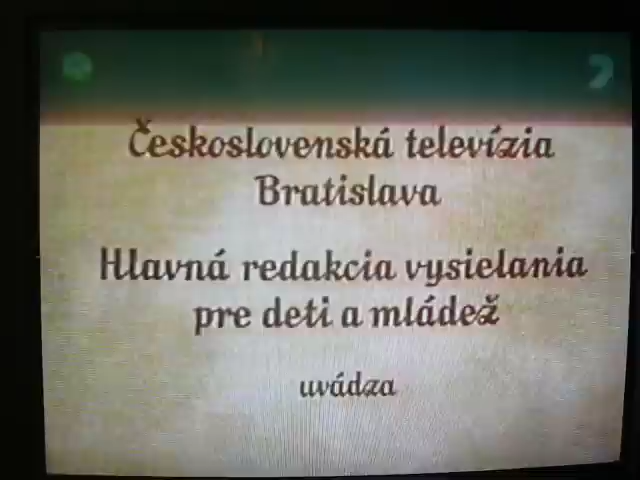 Československá televízia
Bratislava
Hlavná redakcia vysielania
pre deti a mládež
uvádza